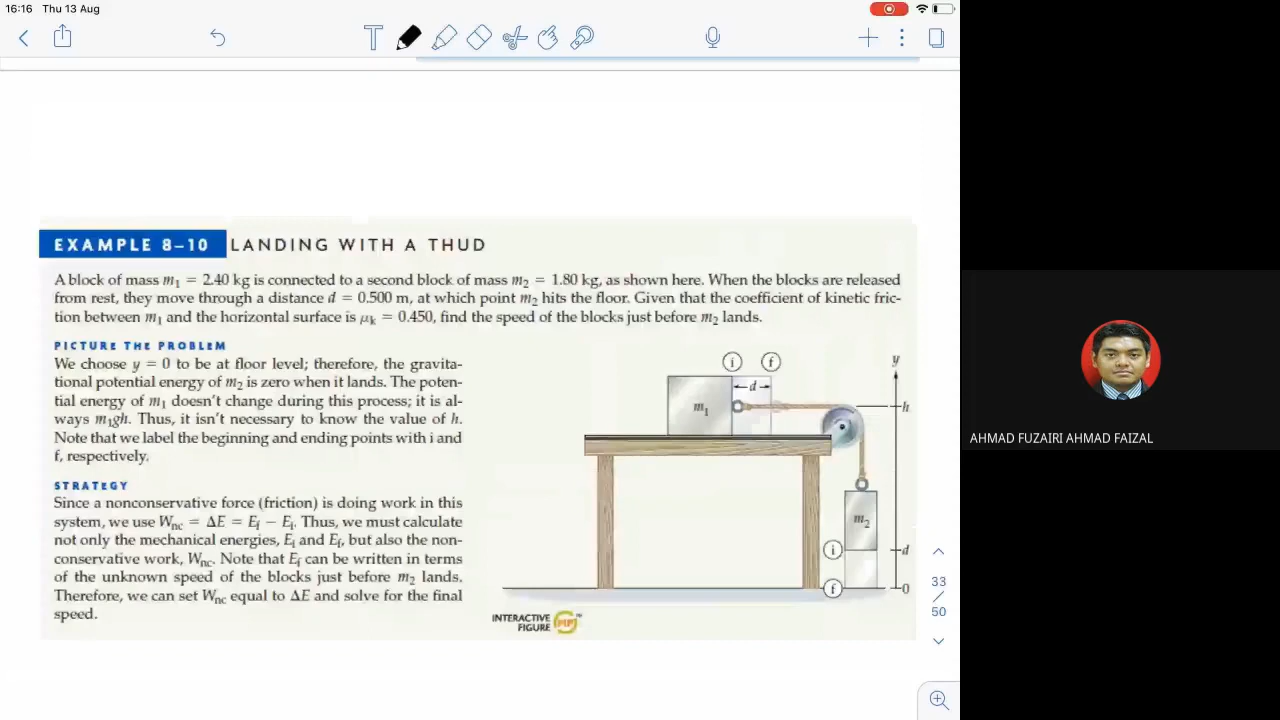 16:16 Thu 13 Aug
EXAMPLE 8–10 LANDING WITH A THUD
A block of mass m₁ = 2.40 kg is connected to a second block of mass m₂ = 1.80 kg, as shown here. When the blocks are released
from rest, they move through a distance d = 0.500 m, at which point m₂ hits the floor. Given that the coefficient of kinetic fric-
tion between m₁ and the horizontal surface is μₖ = 0.450, find the speed of the blocks just before m₂ lands.
PICTURE THE PROBLEM
We choose y = 0 to be at floor level; therefore, the gravita-
tional potential energy of m₂ is zero when it lands. The poten-
tial energy of m₁ doesn't change during this process; it is al-
ways m₁gh. Thus, it isn't necessary to know the value of h.
Note that we label the beginning and ending points with i and
f, respectively.
STRATEGY
Since a nonconservative force (friction) is doing work in this
system, we use Wnc = ΔE = Ef − Ei. Thus, we must calculate
not only the mechanical energies, Ei and Ef, but also the non-
conservative work, Wnc. Note that Ef can be written in terms
of the unknown speed of the blocks just before m₂ lands.
Therefore, we can set Wnc equal to ΔE and solve for the final
speed.
i f y
d
m₁ h
m₂
i d
f 0
INTERACTIVE
FIGURE MP™
33
/
50
T
AHMAD FUZAIRI AHMAD FAIZAL